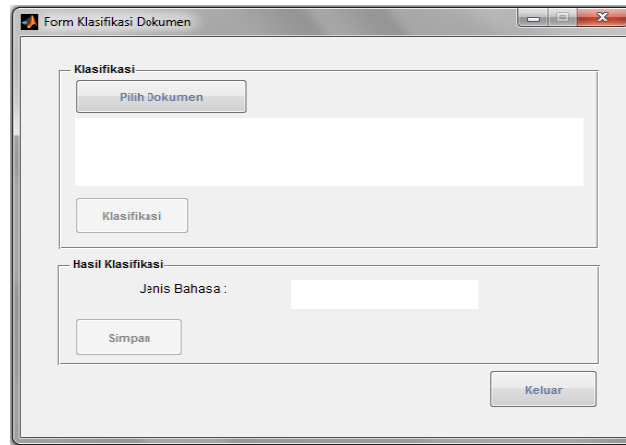 Form Klasifikasi Dokumen
Klasifikasi
Pilih Dokumen
Klasifikasi
Hasil Klasifikasi
Jenis Bahasa :
Simpan
Keluar